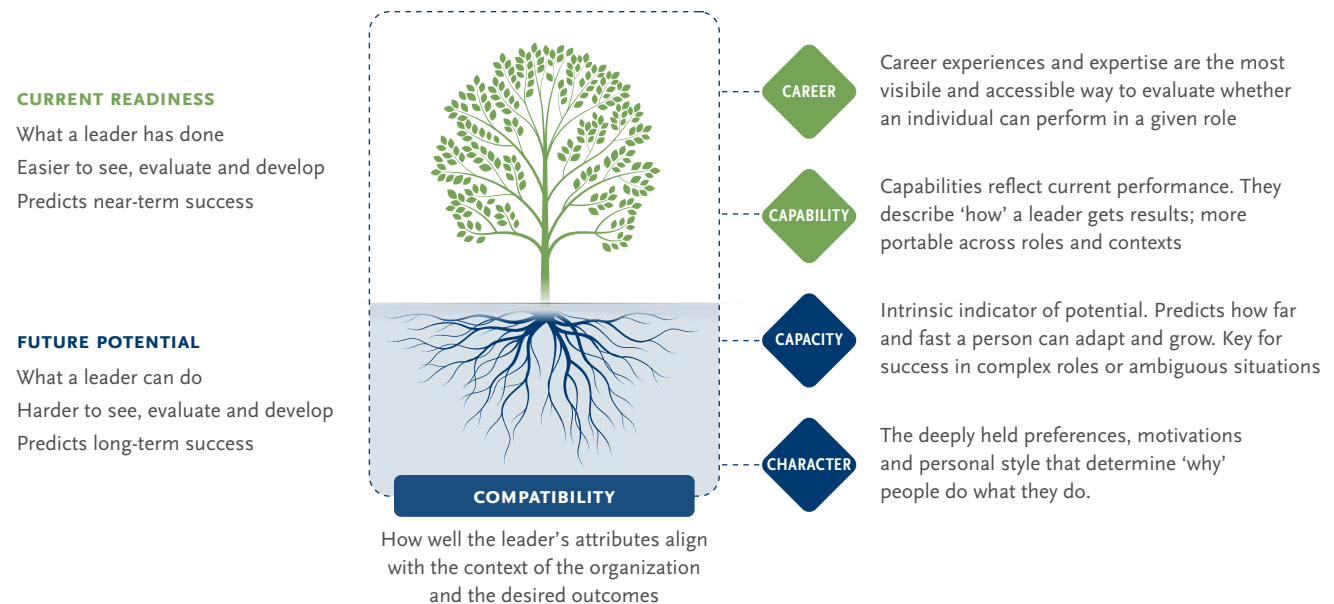 CURRENT READINESS
What a leader has done
Easier to see, evaluate and develop
Predicts near-term success
FUTURE POTENTIAL
What a leader can do
Harder to see, evaluate and develop
Predicts long-term success
COMPATIBILITY
How well the leader's attributes align
with the context of the organization
and the desired outcomes
CAREER
Career experiences and expertise are the most
visibile and accessible way to evaluate whether
an individual can perform in a given role
CAPABILITY
Capabilities reflect current performance. They
describe ‘how’ a leader gets results; more
portable across roles and contexts
CAPACITY
Intrinsic indicator of potential. Predicts how far
and fast a person can adapt and grow. Key for
success in complex roles or ambiguous situations
CHARACTER
The deeply held preferences, motivations
and personal style that determine ‘why’
people do what they do.